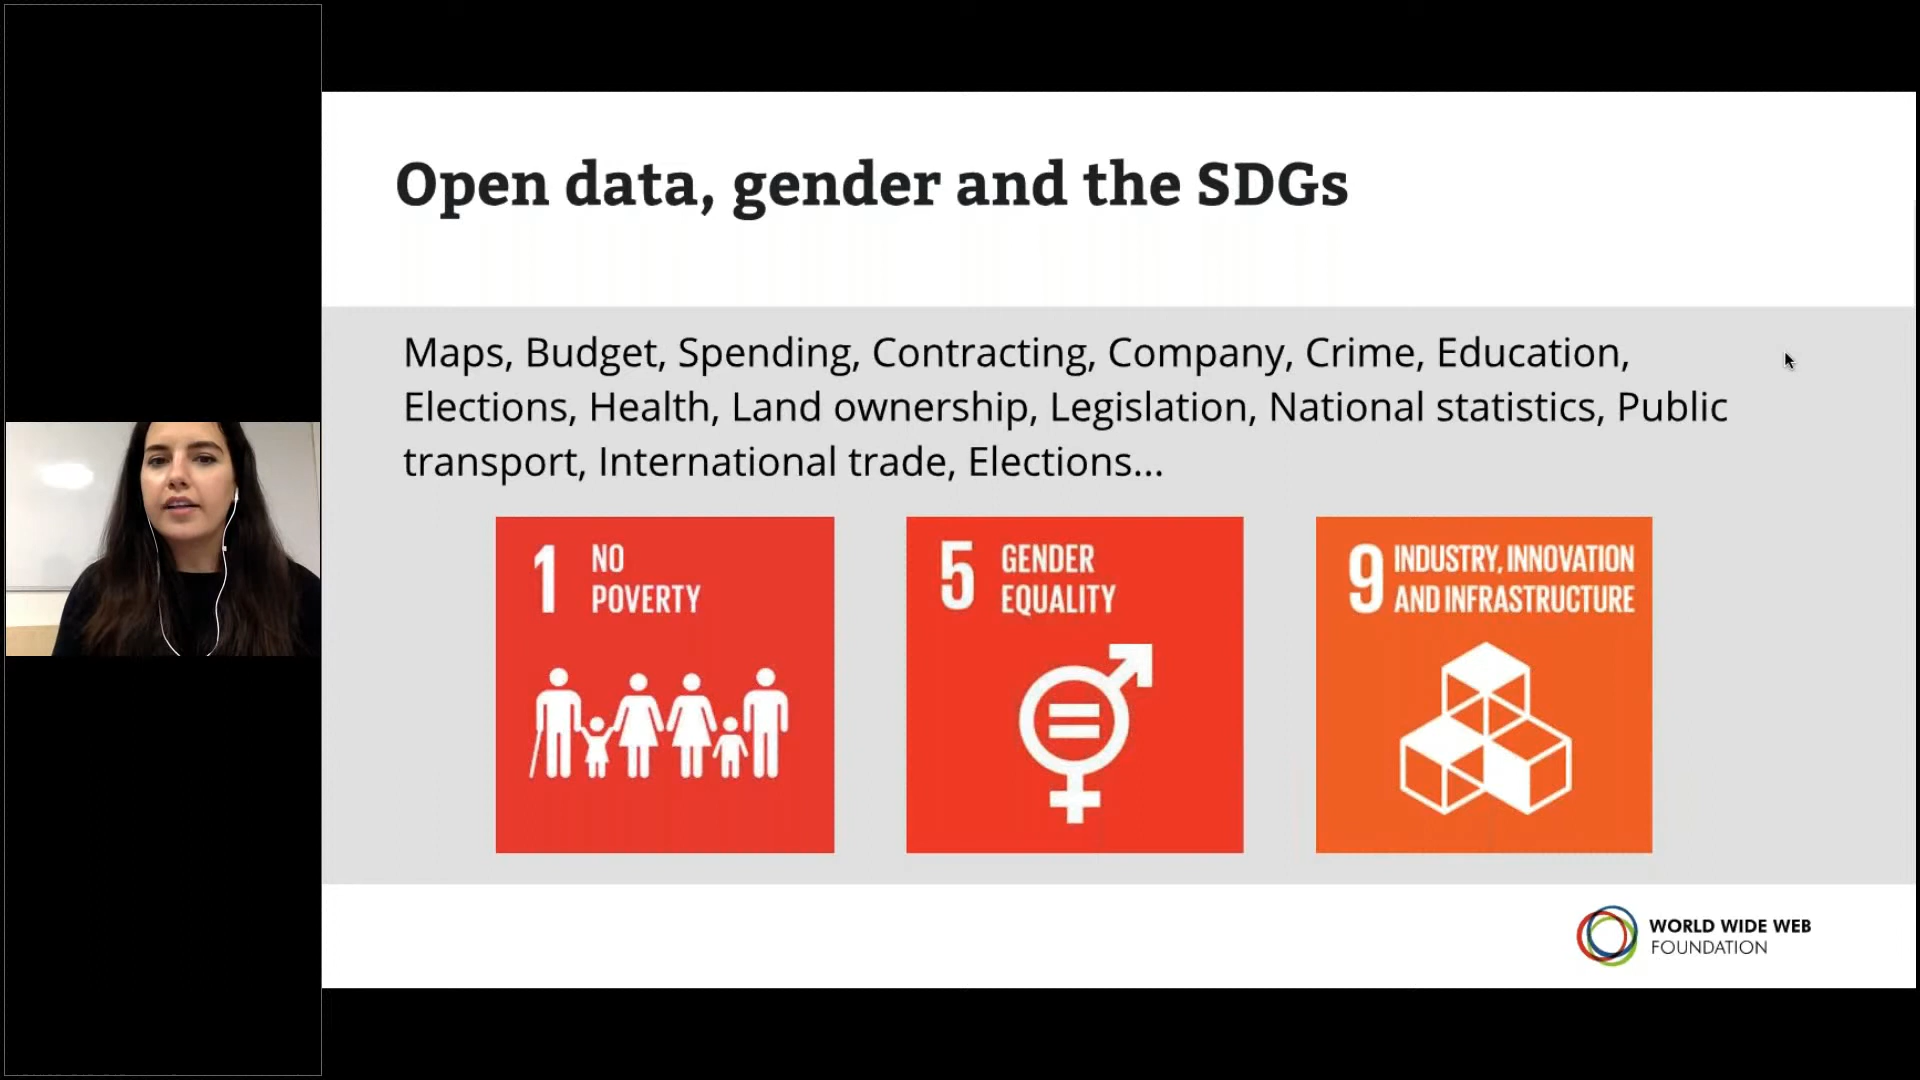 Open data, gender and the SDGs
Maps, Budget, Spending, Contracting, Company, Crime, Education,
Elections, Health, Land ownership, Legislation, National statistics, Public
transport, International trade, Elections...
1 NO
POVERTY
5 GENDER
EQUALITY
9 INDUSTRY, INNOVATION
AND INFRASTRUCTURE
WORLD WIDE WEB
FOUNDATION